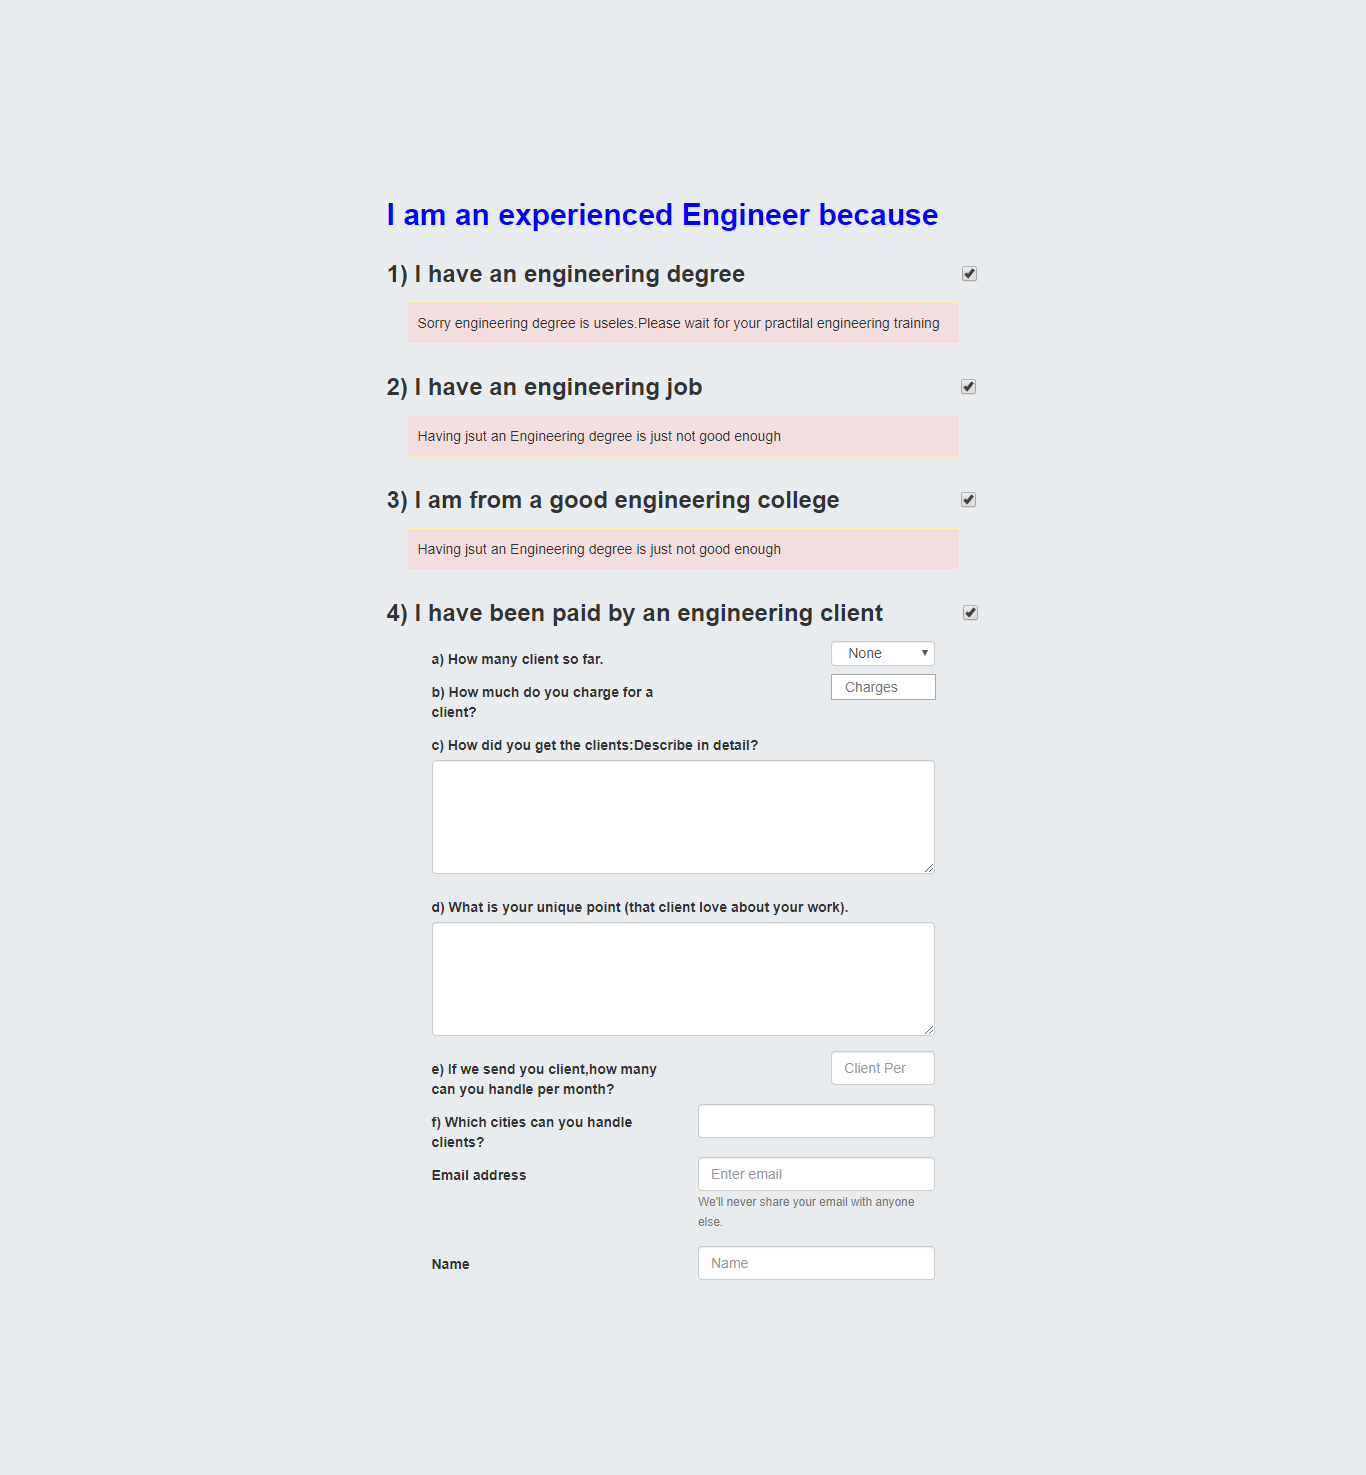 I am an experienced Engineer because
1) I have an engineering degree
Sorry engineering degree is useles.Please wait for your practilal engineering training
2) I have an engineering job
Having jsut an Engineering degree is just not good enough
3) I am from a good engineering college
Having jsut an Engineering degree is just not good enough
4) I have been paid by an engineering client
a) How many client so far.
None
b) How much do you charge for a
client?
Charges
c) How did you get the clients:Describe in detail?
d) What is your unique point (that client love about your work).
e) If we send you client,how many
can you handle per month?
Client Per
f) Which cities can you handle
clients?
Email address
Enter email
We'll never share your email with anyone
else.
Name
Name